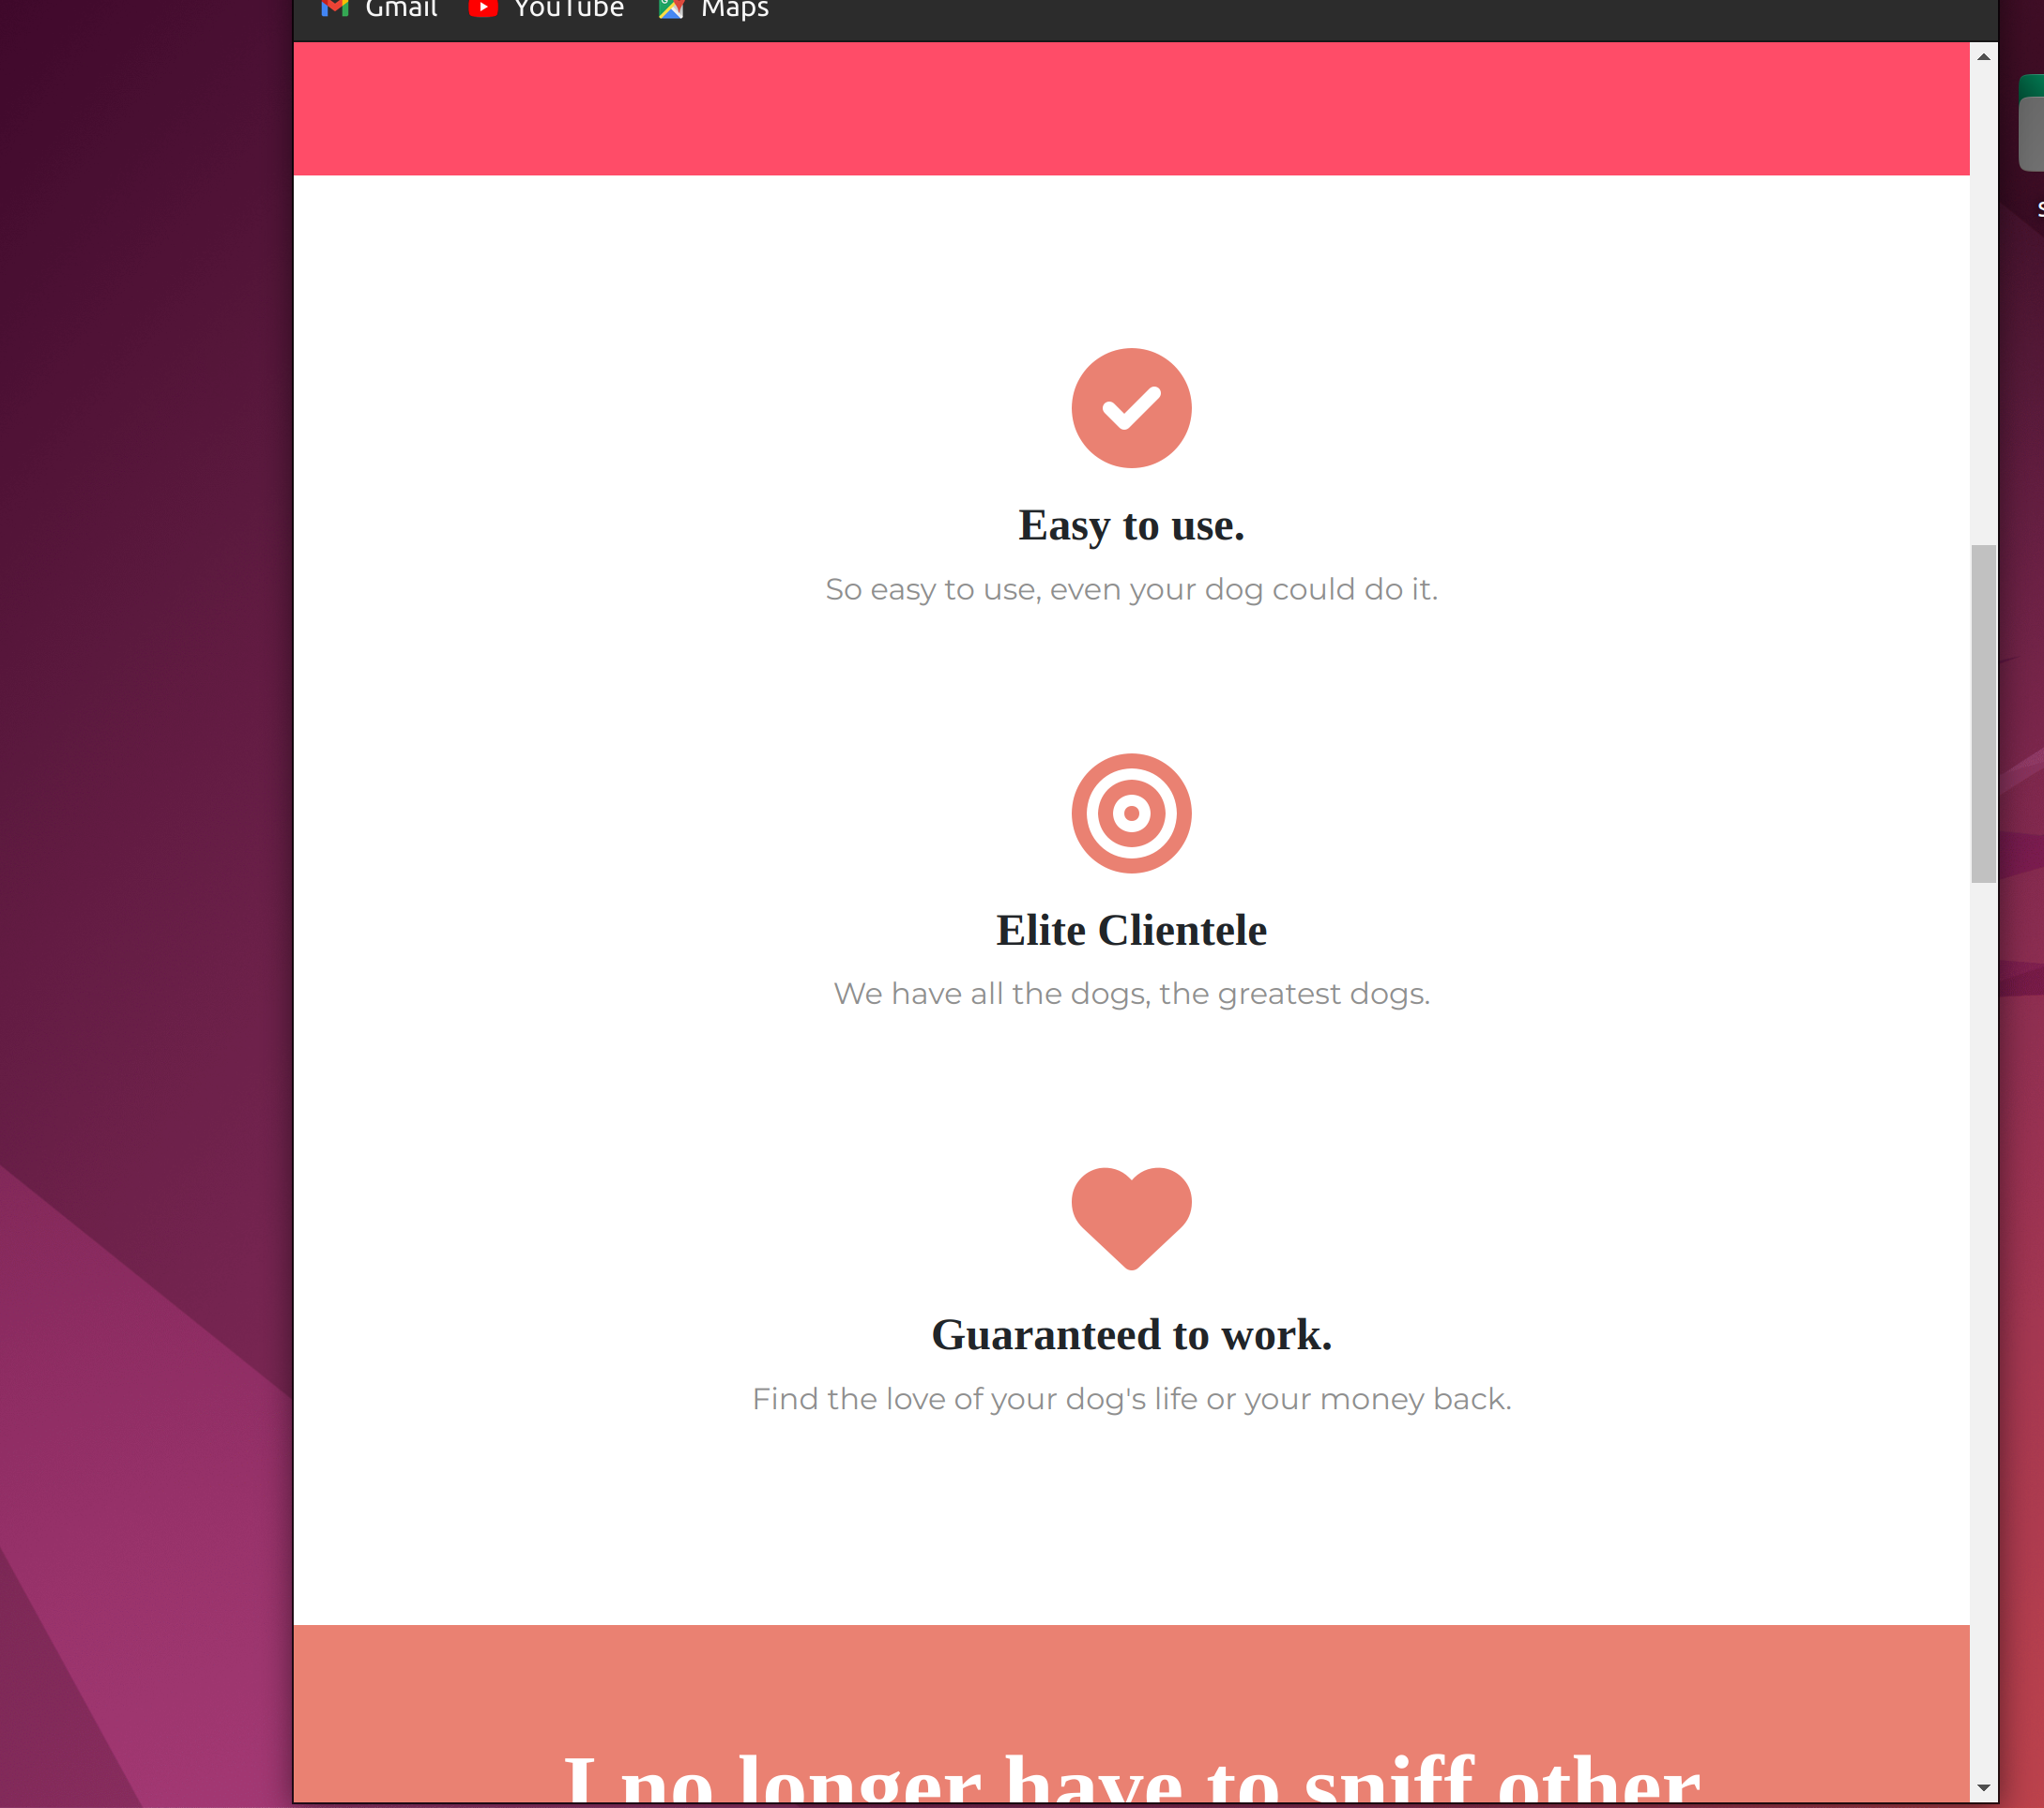 Gmail YouTube Maps
Easy to use.
So easy to use, even your dog could do it.
Elite Clientele
We have all the dogs, the greatest dogs.
Guaranteed to work.
Find the love of your dog's life or your money back.
I no longer have to sniff other